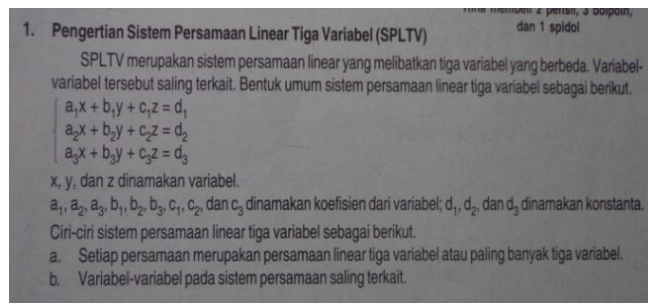 dan 1 spidol
1. Pengertian Sistem Persamaan Linear Tiga Variabel (SPLTV)
SPLTV merupakan sistem persamaan linear yang melibatkan tiga variabel yang berbeda. Variabel-
variabel tersebut saling terkait. Bentuk umum sistem persamaan linear tiga variabel sebagai berikut.
a₁x + b₁y + c₁z = d₁
a₂x + b₂y + c₂z = d₂
a₃x + b₃y + c₃z = d₃
x, y, dan z dinamakan variabel.
a₁, a₂, a₃, b₁, b₂, b₃, c₁, c₂, dan c₃ dinamakan koefisien dari variabel; d₁, d₂, dan d₃ dinamakan konstanta.
Ciri-ciri sistem persamaan linear tiga variabel sebagai berikut.
a. Setiap persamaan merupakan persamaan linear tiga variabel atau paling banyak tiga variabel.
b. Variabel-variabel pada sistem persamaan saling terkait.